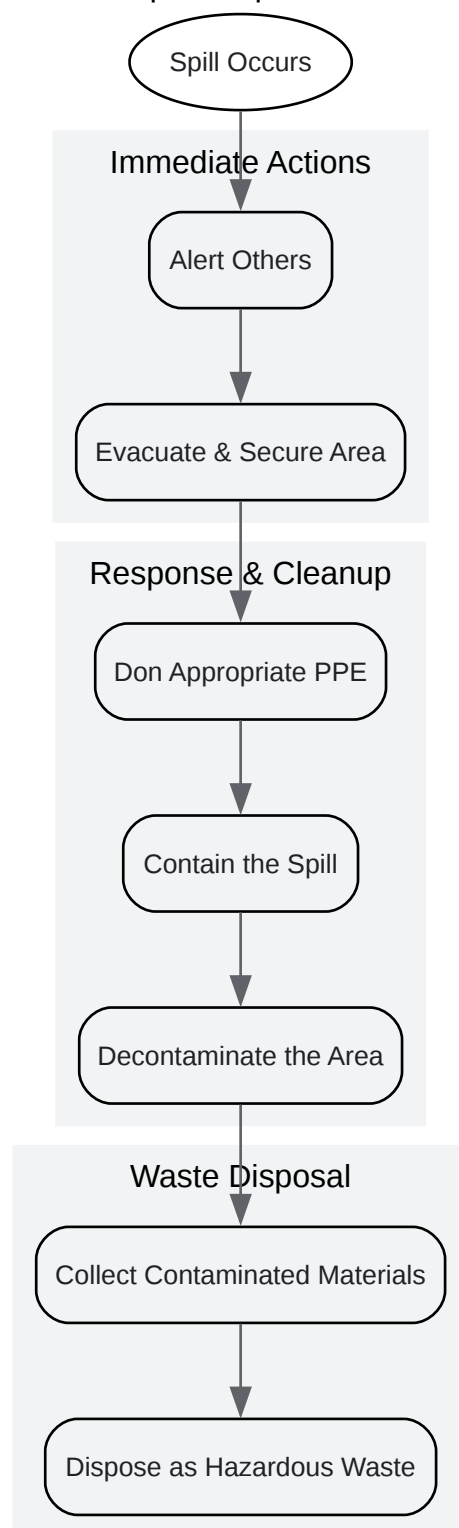 Spill Occurs
Immediate Actions
Alert Others
Evacuate & Secure Area
Response & Cleanup
Don Appropriate PPE
Contain the Spill
Decontaminate the Area
Waste Disposal
Collect Contaminated Materials
Dispose as Hazardous Waste